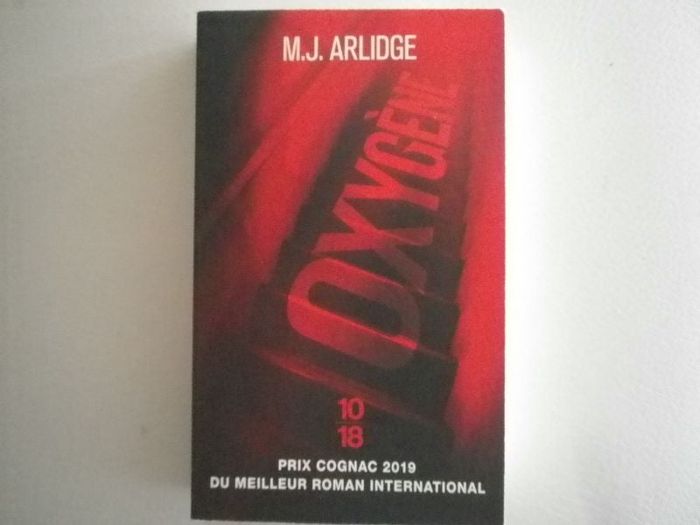 M.J. ARLIDGE
OXYGÈNE
10
18
PRIX COGNAC 2019
DU MEILLEUR ROMAN INTERNATIONAL